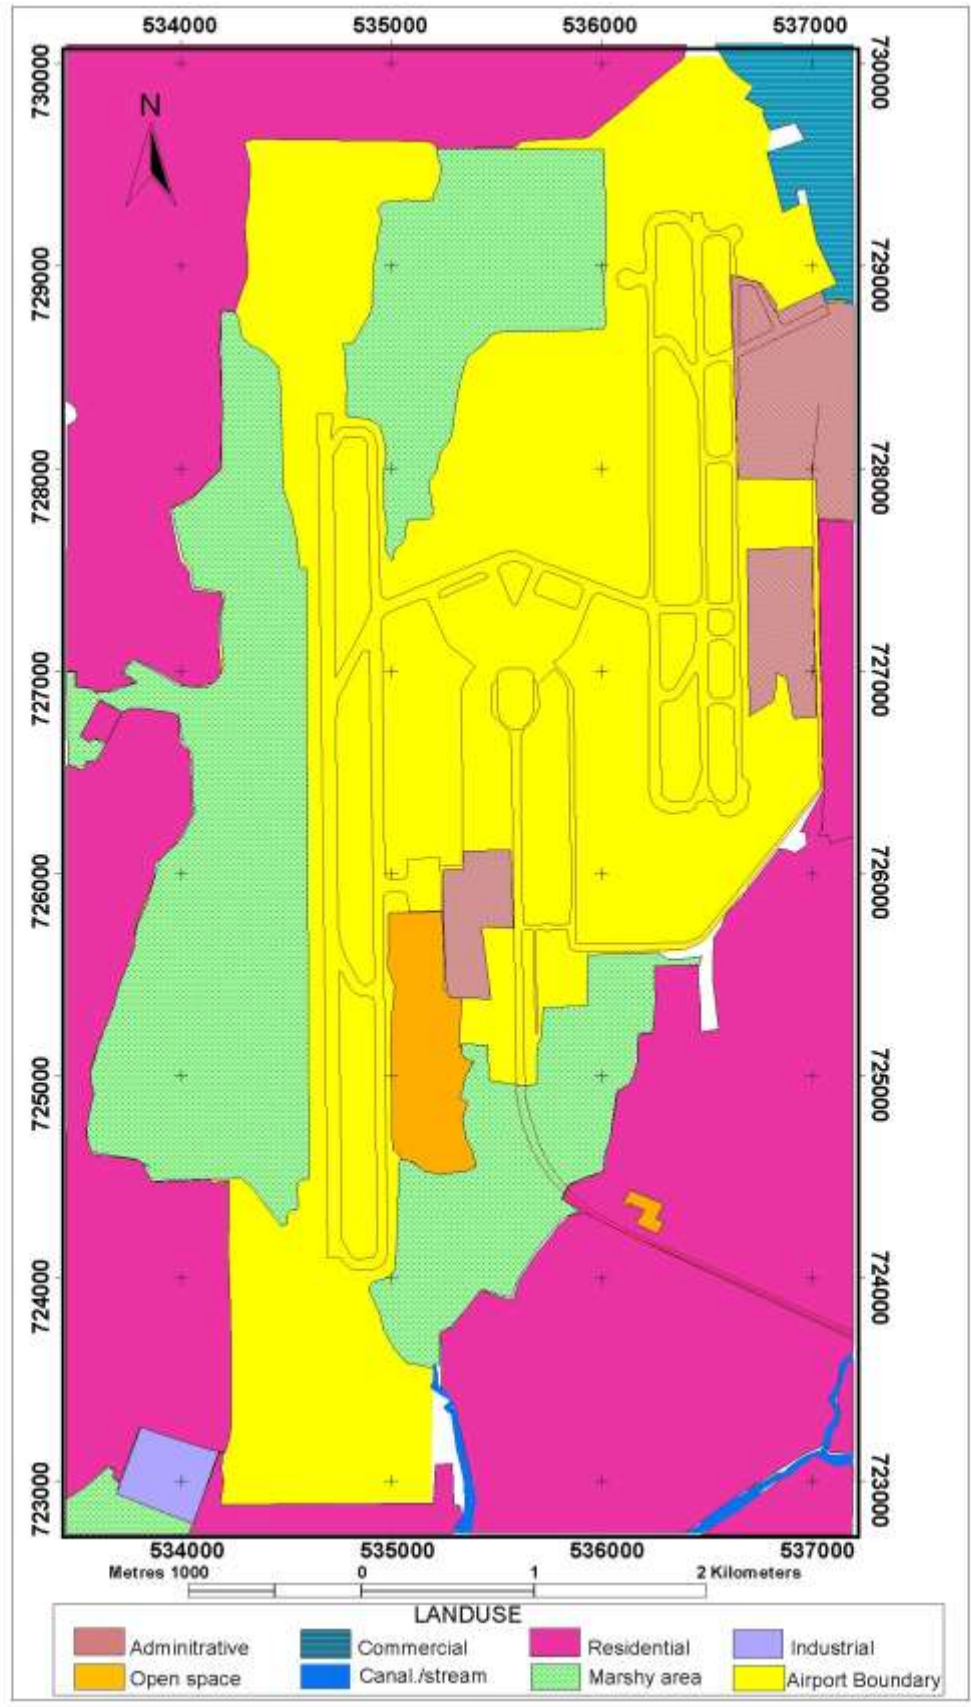 534000 535000 536000 537000
730000 730000
N
729000 729000
728000 728000
727000 727000
726000 726000
725000 725000
724000 724000
723000 723000
534000 535000 536000 537000
Metres 1000 0 1 2 Kilometers
LANDUSE
Adminitrative Commercial Residential Industrial
Open space Canal./stream Marshy area Airport Boundary